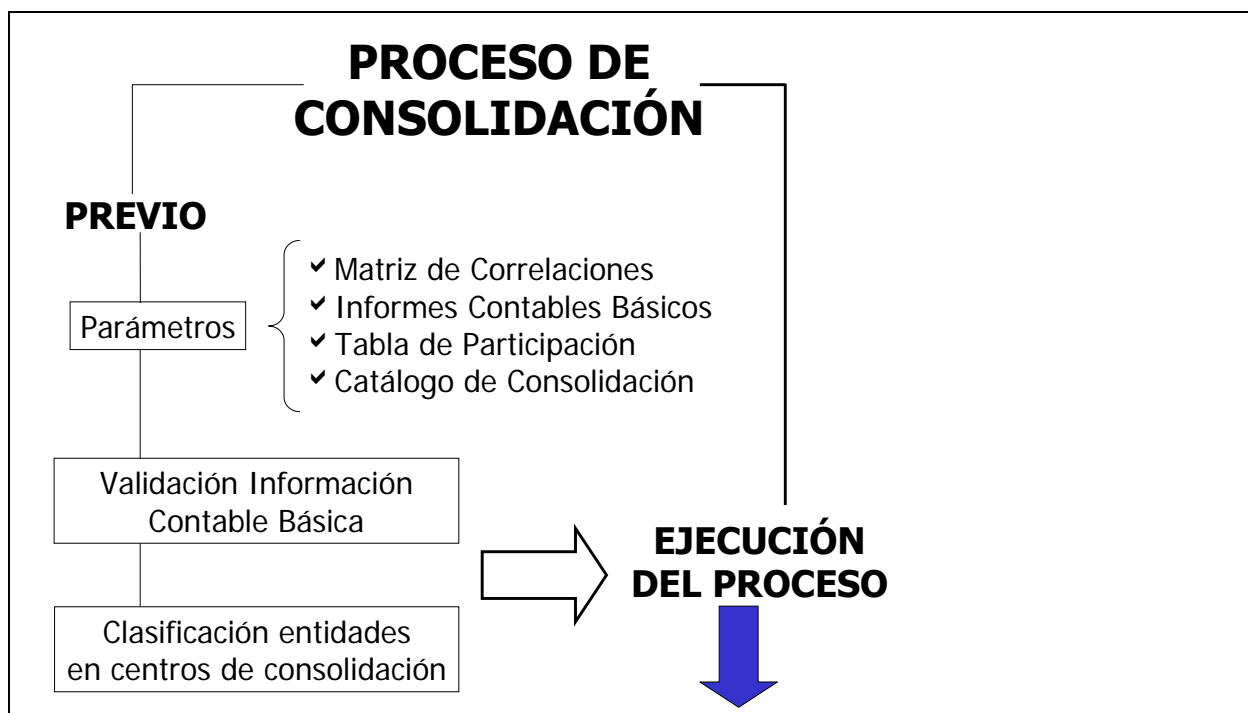 PROCESO DE
CONSOLIDACIÓN
PREVIO
Parámetros
Matriz de Correlaciones
Informes Contables Básicos
Tabla de Participación
Catálogo de Consolidación
Validación Información
Contable Básica
Clasificación entidades
en centros de consolidación
EJECUCIÓN
DEL PROCESO